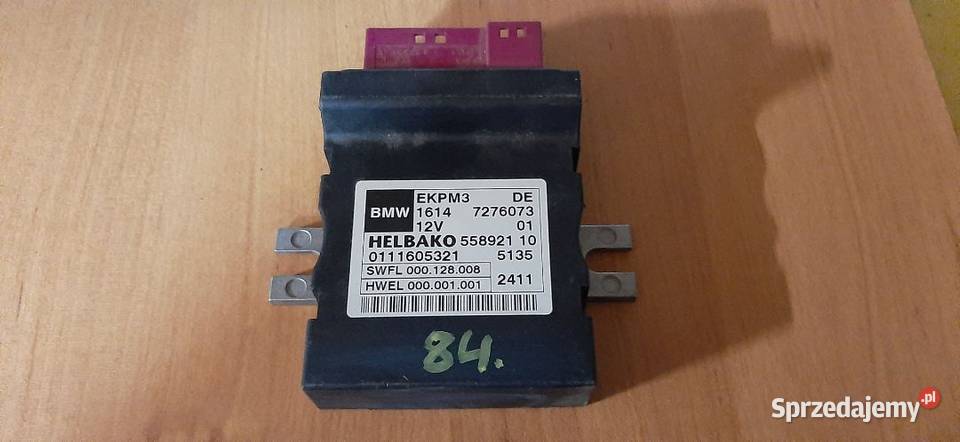 BMW
EKPM3 DE
1614 7276073
12V 01
HELBAKO 558921 10
0111605321 5135
SWFL 000.128.008
HWEL 000.001.001 2411
84.
Sprzedajemy.pl